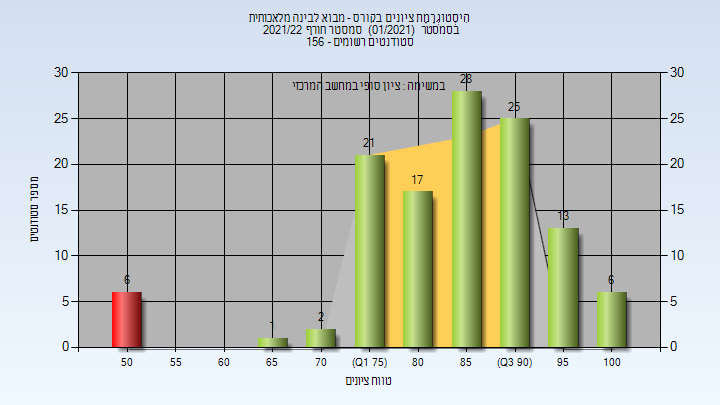 היסטוגרמת ציונים בקורס - מבוא לבינה מלאכותית
בסמסטר (01/2021) סמסטר חורף 2021/22
סטודנטים רשומים - 156
במשימה : ציון סופי במחשב המרכזי
מספר סטודנטים
30 30
25 25
20 20
15 15
10 10
5 5
0 0
6 1 2 21 17 28 25 13 6
50 55 60 65 70 (Q1 75) 80 85 (Q3 90) 95 100
טווח ציונים